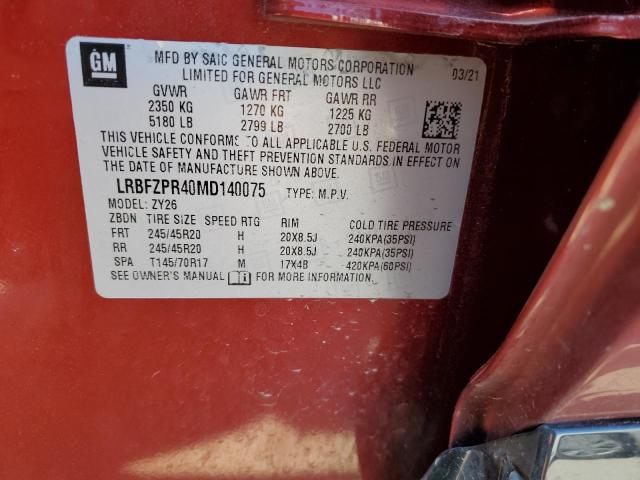 GM
MFD BY SAIC GENERAL MOTORS CORPORATION
LIMITED FOR GENERAL MOTORS LLC
03/21
GVWR GAWR FRT GAWR RR
2350 KG 1270 KG 1225 KG
5180 LB 2799 LB 2700 LB
THIS VEHICLE CONFORMS TO ALL APPLICABLE U.S. FEDERAL MOTOR
VEHICLE SAFETY AND THEFT PREVENTION STANDARDS IN EFFECT ON
THE DATE OF MANUFACTURE SHOWN ABOVE.
LRBFZPR40MD140075 TYPE: M.P.V.
MODEL: ZY26
ZBDN TIRE SIZE SPEED RTG RIM COLD TIRE PRESSURE
FRT 245/45R20 H 20X8.5J 240KPA(35PSI)
RR 245/45R20 H 20X8.5J 240KPA(35PSI)
SPA T145/70R17 M 17X4B 420KPA(60PSI)
SEE OWNER'S MANUAL FOR MORE INFORMATION.